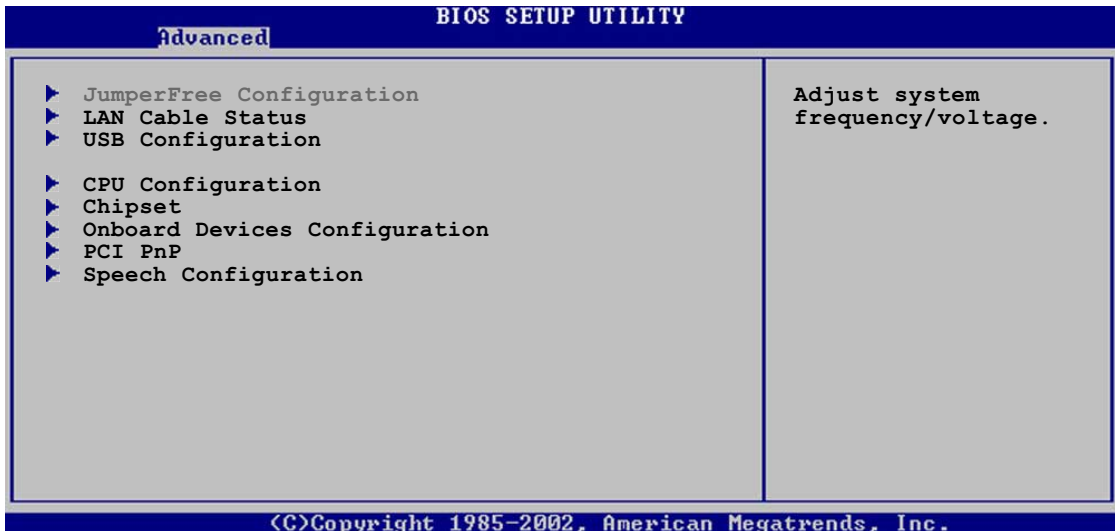 BIOS SETUP UTILITY
Advanced
JumperFree Configuration
LAN Cable Status
USB Configuration
CPU Configuration
Chipset
Onboard Devices Configuration
PCI PnP
Speech Configuration
Adjust system
frequency/voltage.
(C)Copyright 1985-2002, American Megatrends, Inc.